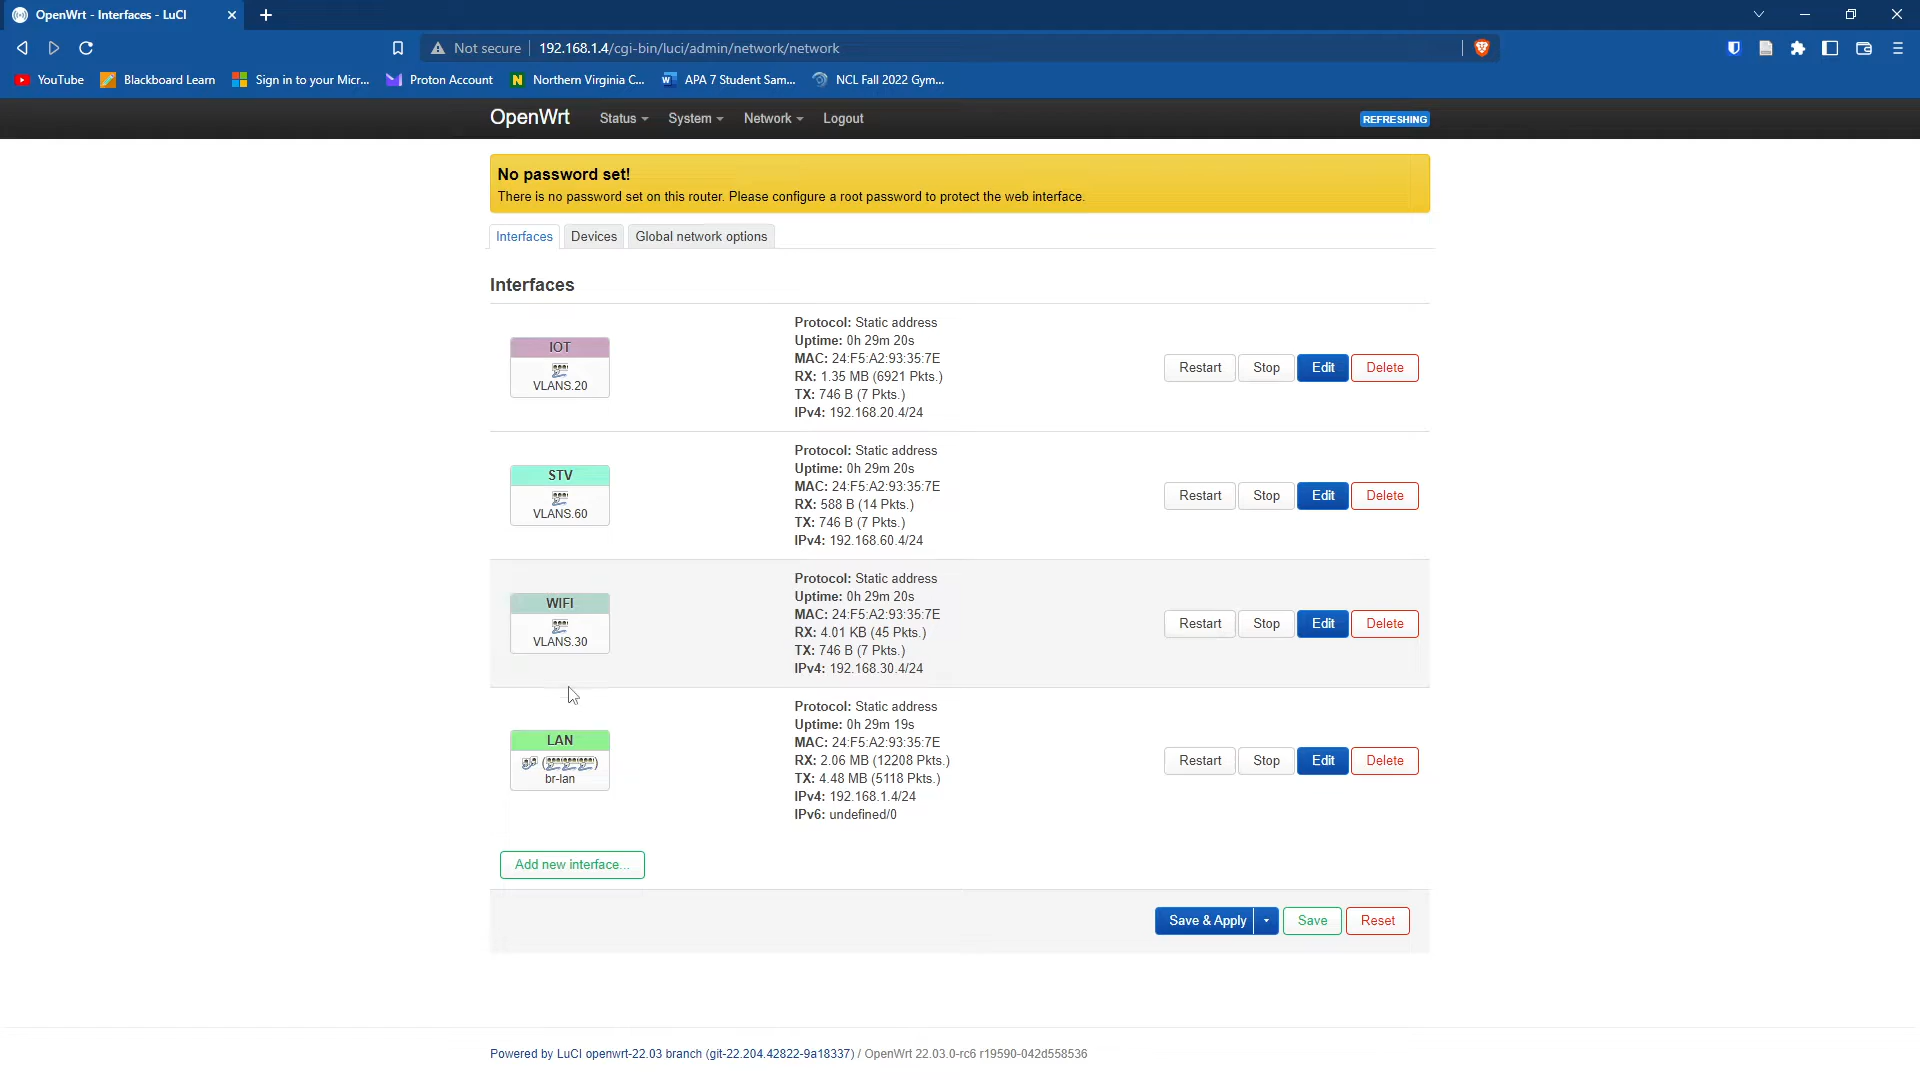 OpenWrt - Interfaces - LuCI
Not secure 192.168.1.4/cgi-bin/luci/admin/network/network
YouTube Blackboard Learn Sign in to your Micr... Proton Account Northern Virginia C... APA 7 Student Sam... NCL Fall 2022 Gym...
OpenWrt Status System Network Logout REFRESHING
No password set!
There is no password set on this router. Please configure a root password to protect the web interface.
Interfaces Devices Global network options
Interfaces
IOT
VLANS.20
Protocol: Static address
Uptime: 0h 29m 20s
MAC: 24:F5:A2:93:35:7E
RX: 1.35 MB (6921 Pkts.)
TX: 746 B (7 Pkts.)
IPv4: 192.168.20.4/24
Restart Stop Edit Delete
STV
VLANS.60
Protocol: Static address
Uptime: 0h 29m 20s
MAC: 24:F5:A2:93:35:7E
RX: 588 B (14 Pkts.)
TX: 746 B (7 Pkts.)
IPv4: 192.168.60.4/24
Restart Stop Edit Delete
WIFI
VLANS.30
Protocol: Static address
Uptime: 0h 29m 20s
MAC: 24:F5:A2:93:35:7E
RX: 4.01 KB (45 Pkts.)
TX: 746 B (7 Pkts.)
IPv4: 192.168.30.4/24
Restart Stop Edit Delete
LAN
( )
br-lan
Protocol: Static address
Uptime: 0h 29m 19s
MAC: 24:F5:A2:93:35:7E
RX: 2.06 MB (12208 Pkts.)
TX: 4.48 MB (5118 Pkts.)
IPv4: 192.168.1.4/24
IPv6: undefined/0
Restart Stop Edit Delete
Add new interface...
Save & Apply Save Reset
Powered by LuCI openwrt-22.03 branch (git-22.204.42822-9a18337) / OpenWrt 22.03.0-rc6 r19590-042d558536